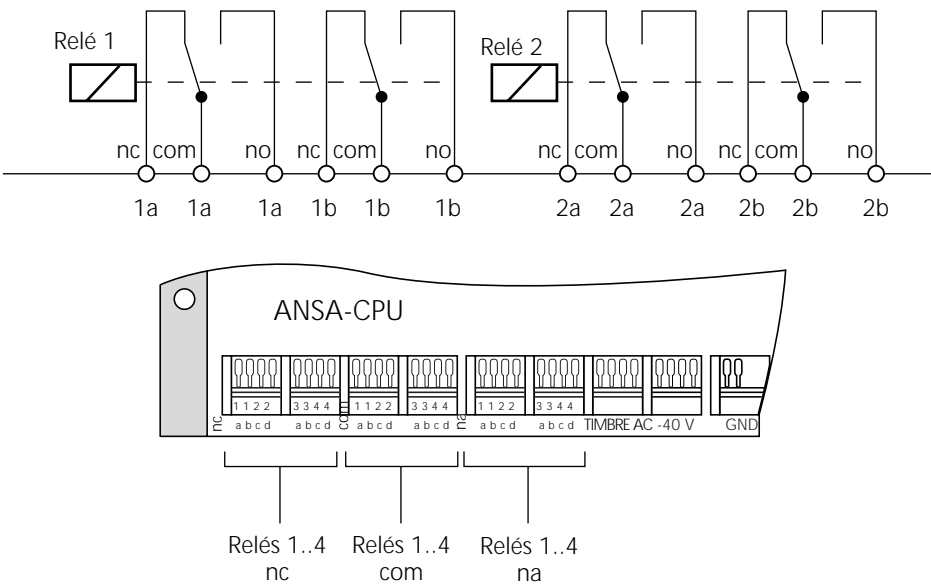 Relé 1
Relé 2
nc com no nc com no nc com no nc com no
1a 1a 1a 1b 1b 1b 2a 2a 2a 2b 2b 2b
ANSA-CPU
1 1 2 2 3 3 4 4 1 1 2 2 3 3 4 4 1 1 2 2 3 3 4 4
nc a b c d a b c d com a b c d a b c d na a b c d a b c d TIMBRE AC -40 V GND
Relés 1..4 Relés 1..4 Relés 1..4
nc com na